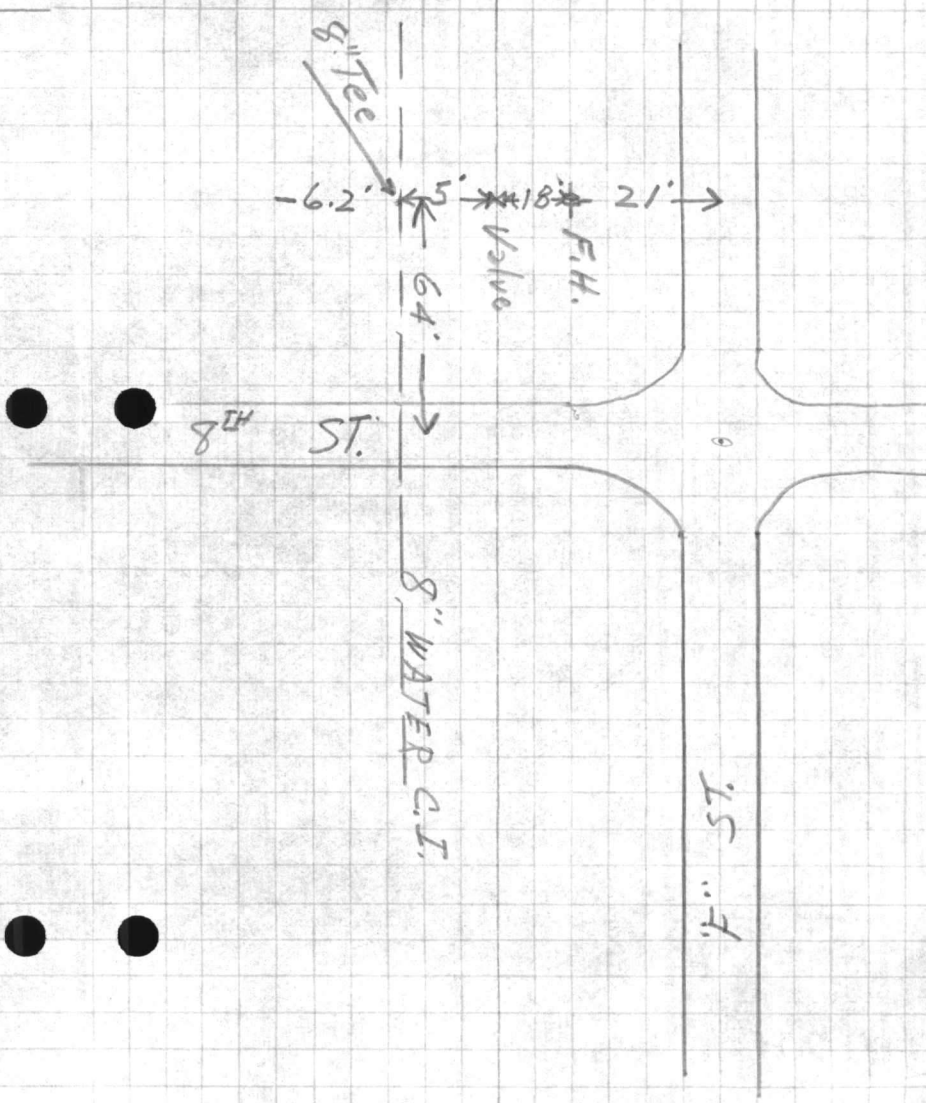 8" Tee
-6.2' 5' 18" 21'
Valve
F.H.
64'
8TH ST.
8" WATER C.I.
"F" ST.